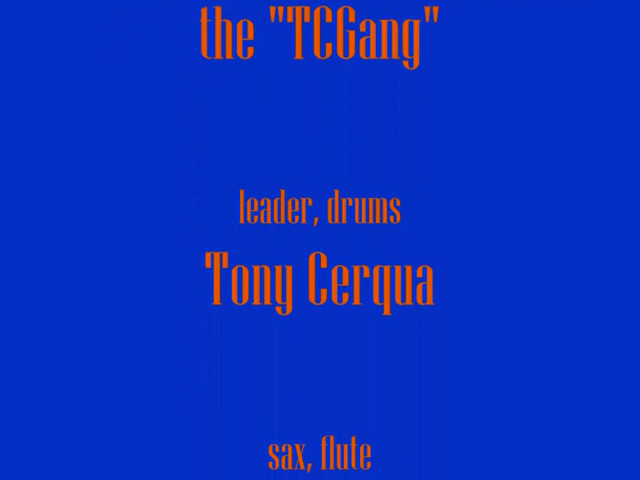 the "TCGang"
leader, drums
Tony Cerqua
sax, flute